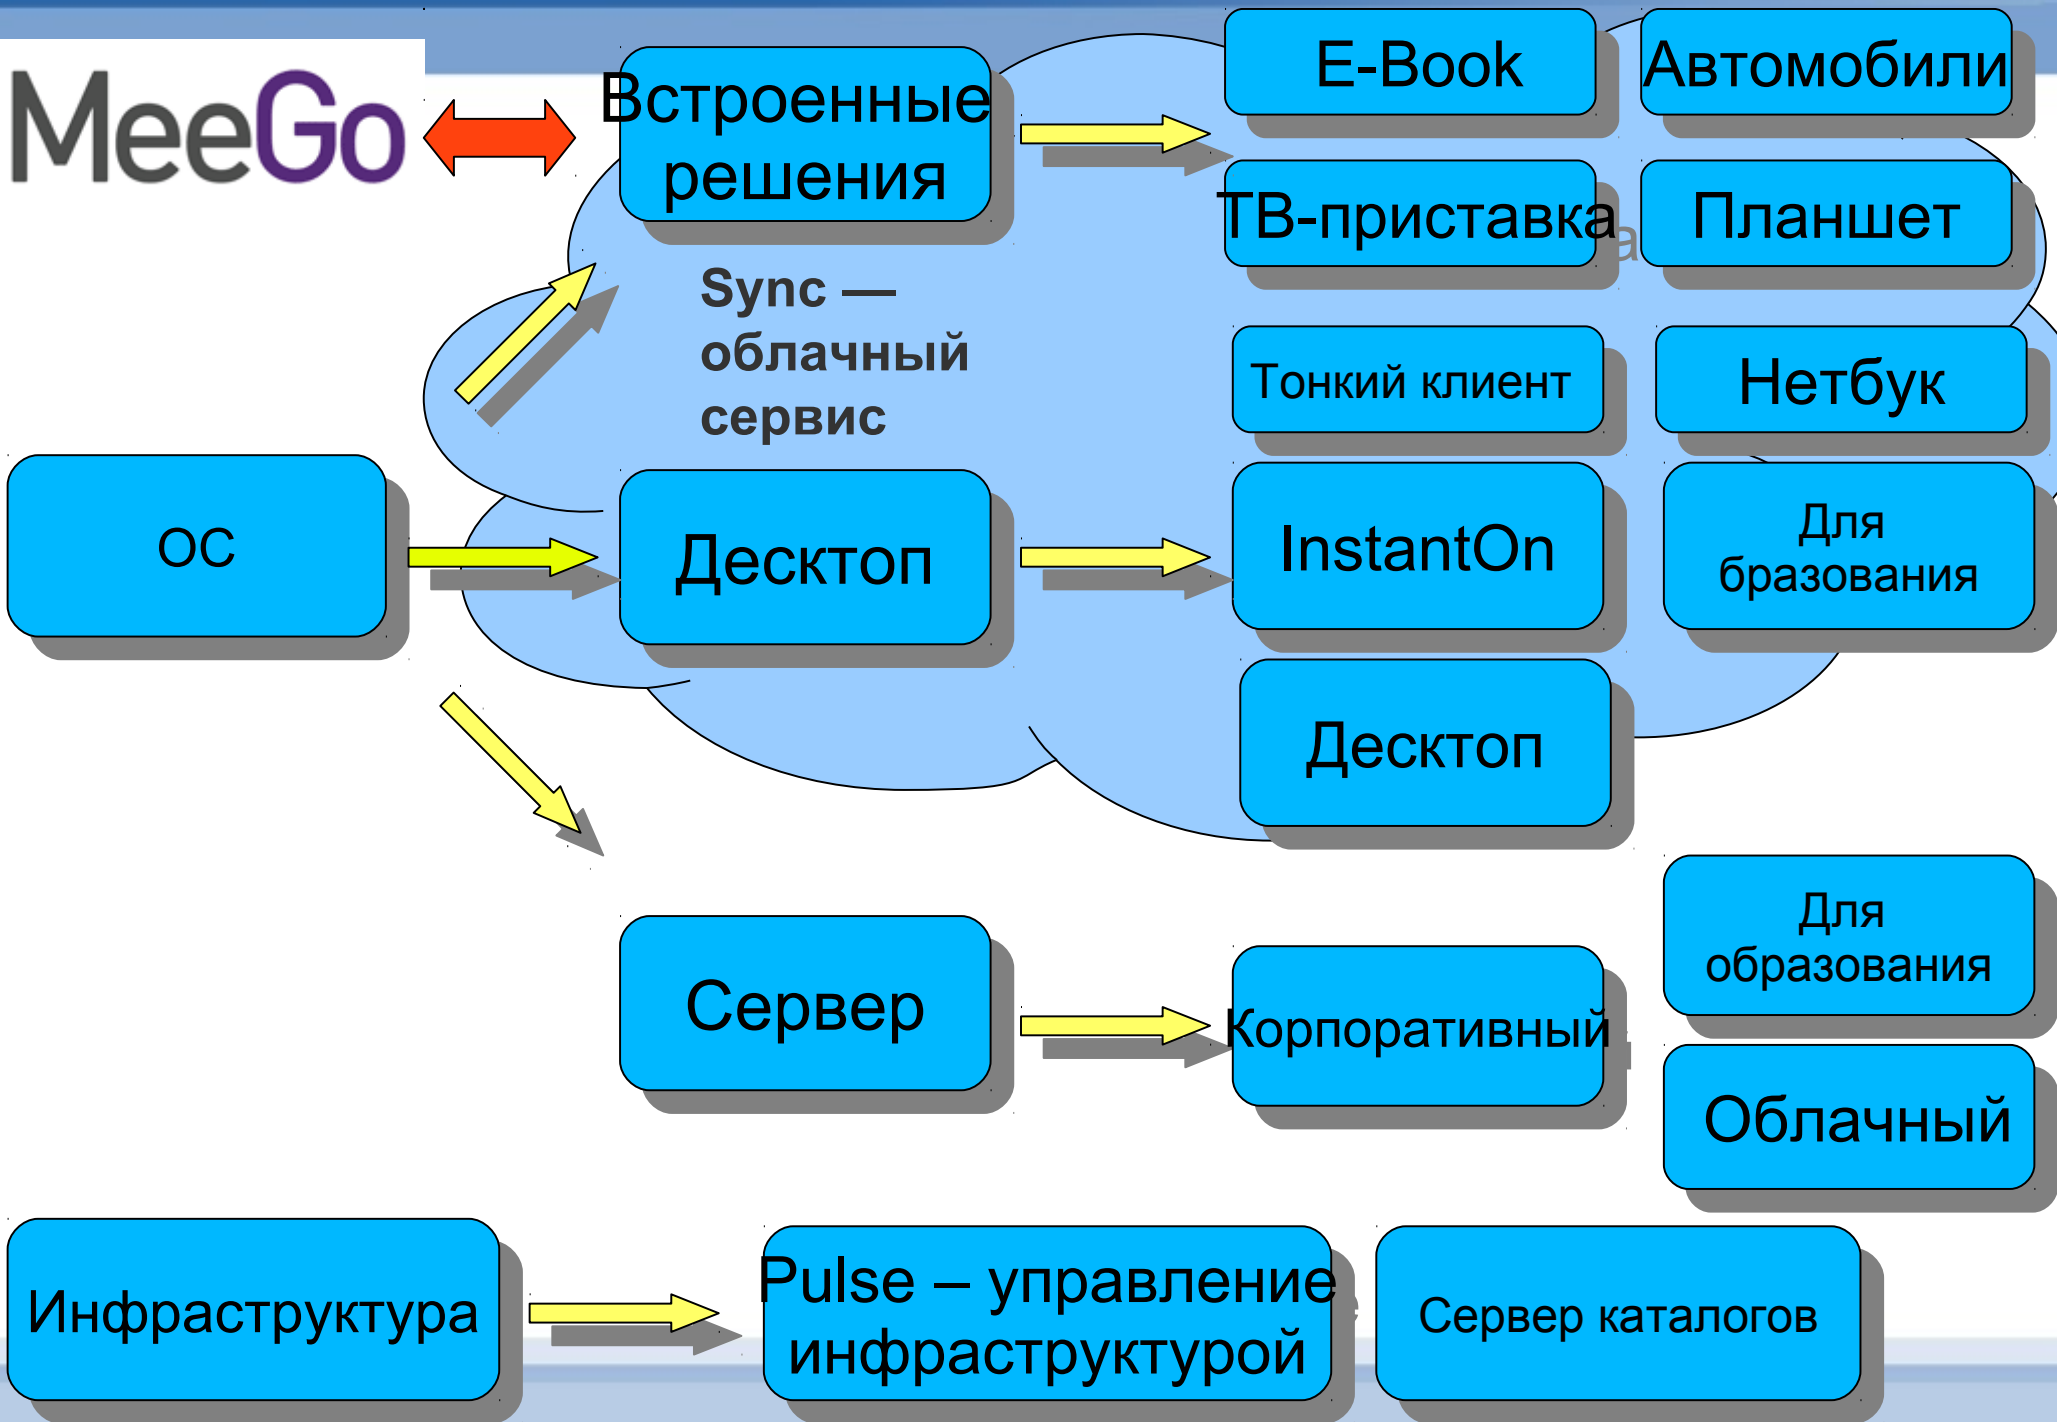 MeeGo
Встроенные
решения
E-Book
Автомобили
ТВ-приставка
Планшет
Sync —
облачный
сервис
Тонкий клиент
Нетбук
ОС
Десктоп
InstantOn
Для
бразования
Десктоп
Сервер
Корпоративный
Для
образования
Облачный
Инфраструктура
Pulse – управление
инфраструктурой
Сервер каталогов